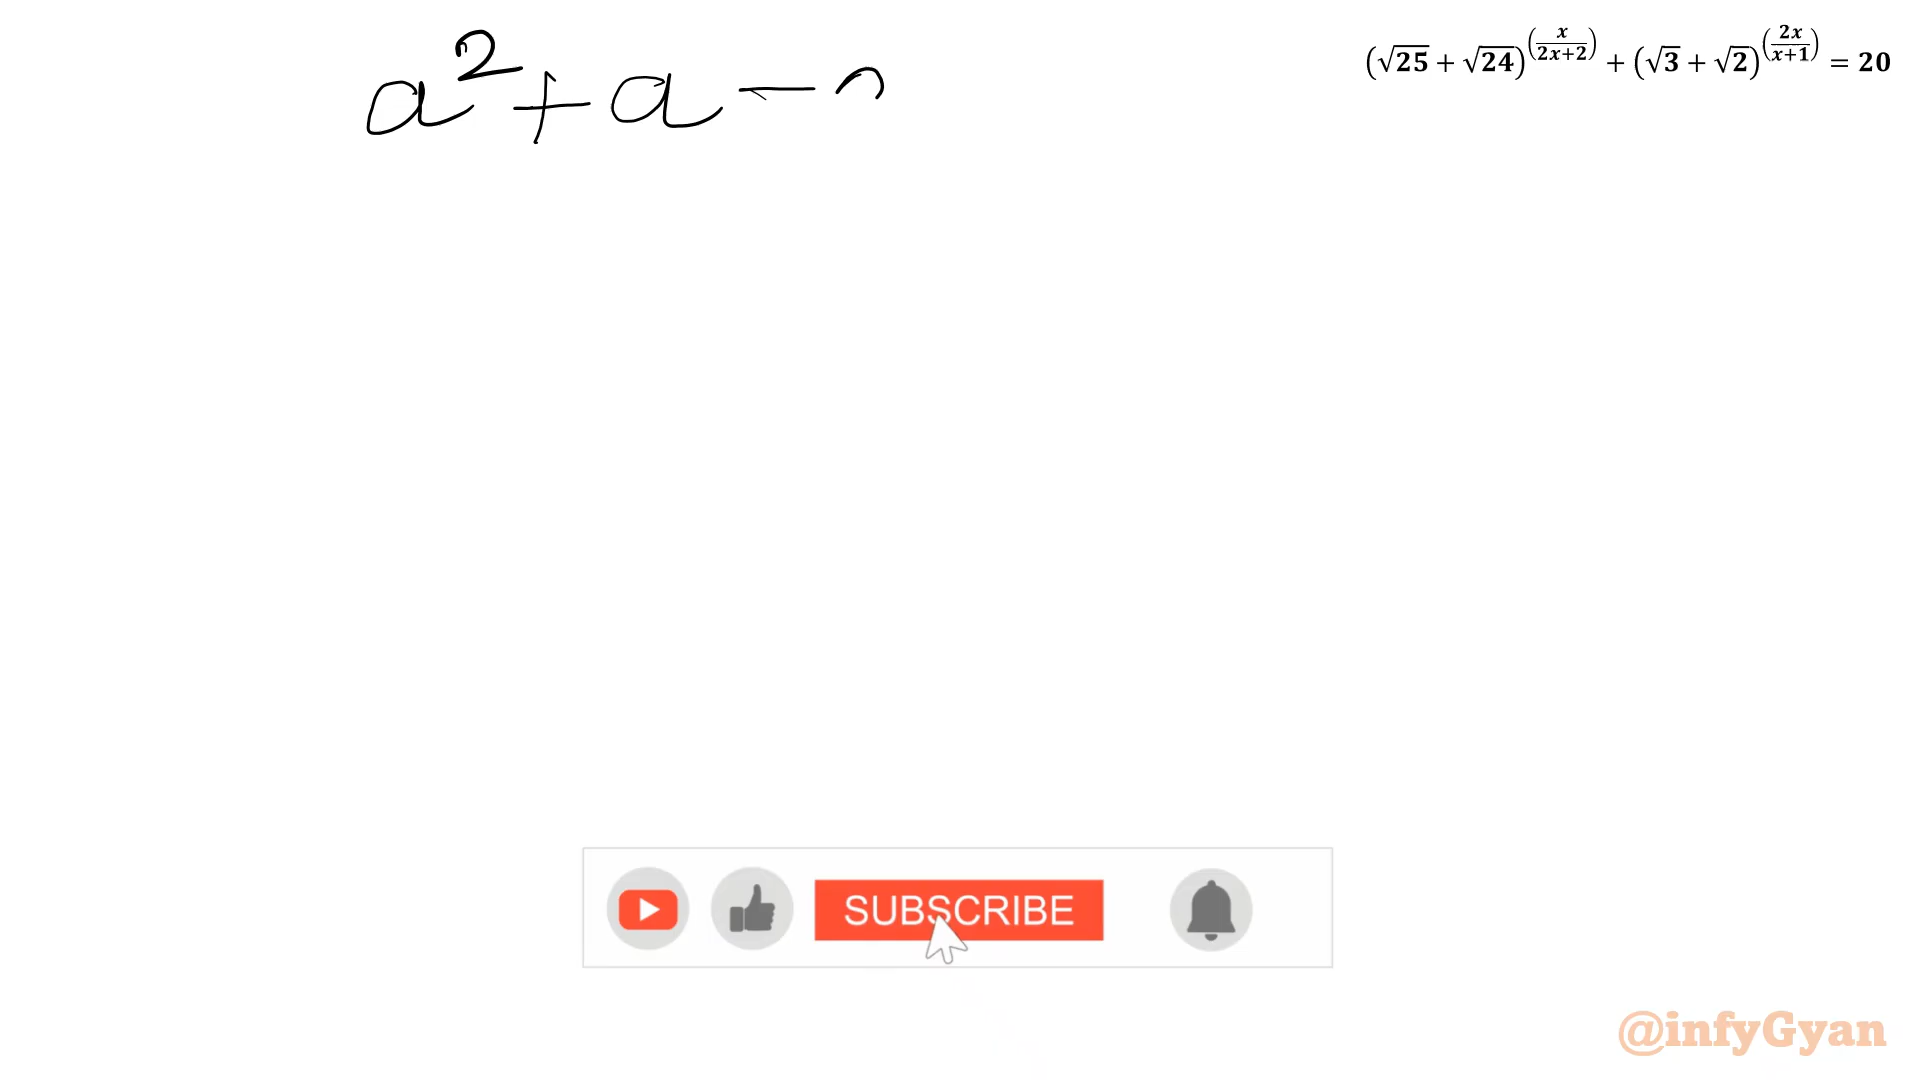 a² + a –
(√25 + √24)^(x/(2x+2)) + (√3 + √2)^(2x/(x+1)) = 20
SUBSCRIBE
@infyGyan